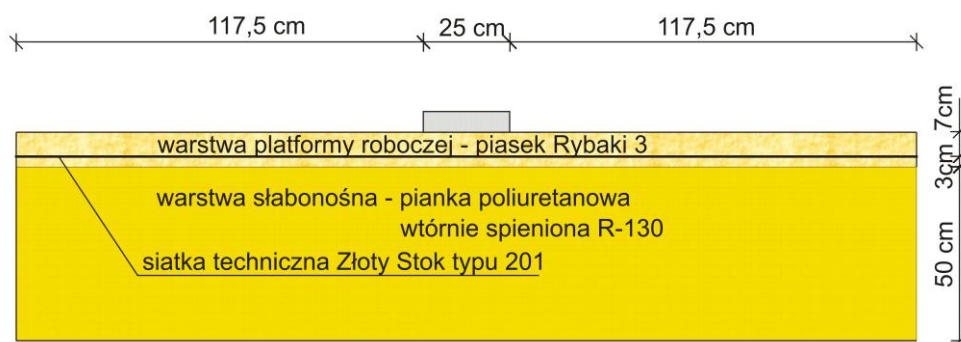 117,5 cm 25 cm 117,5 cm
7cm
warstwa platformy roboczej - piasek Rybaki 3
3cm
warstwa słabonośna - pianka poliuretanowa
wtórnie spieniona R-130
siatka techniczna Złoty Stok typu 201
50 cm